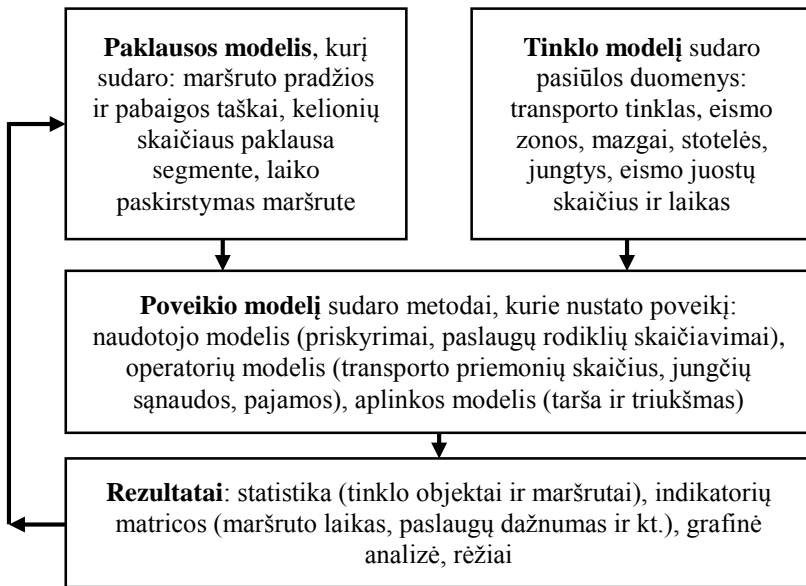 Paklausos modelis, kurį
sudaro: maršruto pradžios
ir pabaigos taškai, kelionių
skaičiaus paklausa
segmente, laiko
paskirstymas maršrute
Tinklo modelį sudaro
pasiūlos duomenys:
transporto tinklas, eismo
zonos, mazgai, stotelės,
jungtys, eismo juostų
skaičius ir laikas
Poveikio modelį sudaro metodai, kurie nustato poveikį:
naudotojo modelis (priskyrimai, paslaugų rodiklių skaičiavimai),
operatorių modelis (transporto priemonių skaičius, jungčių
sąnaudos, pajamos), aplinkos modelis (tarša ir triukšmas)
Rezultatai: statistika (tinklo objektai ir maršrutai), indikatorių
matricos (maršruto laikas, paslaugų dažnumas ir kt.), grafinė
analizė, rėžiai